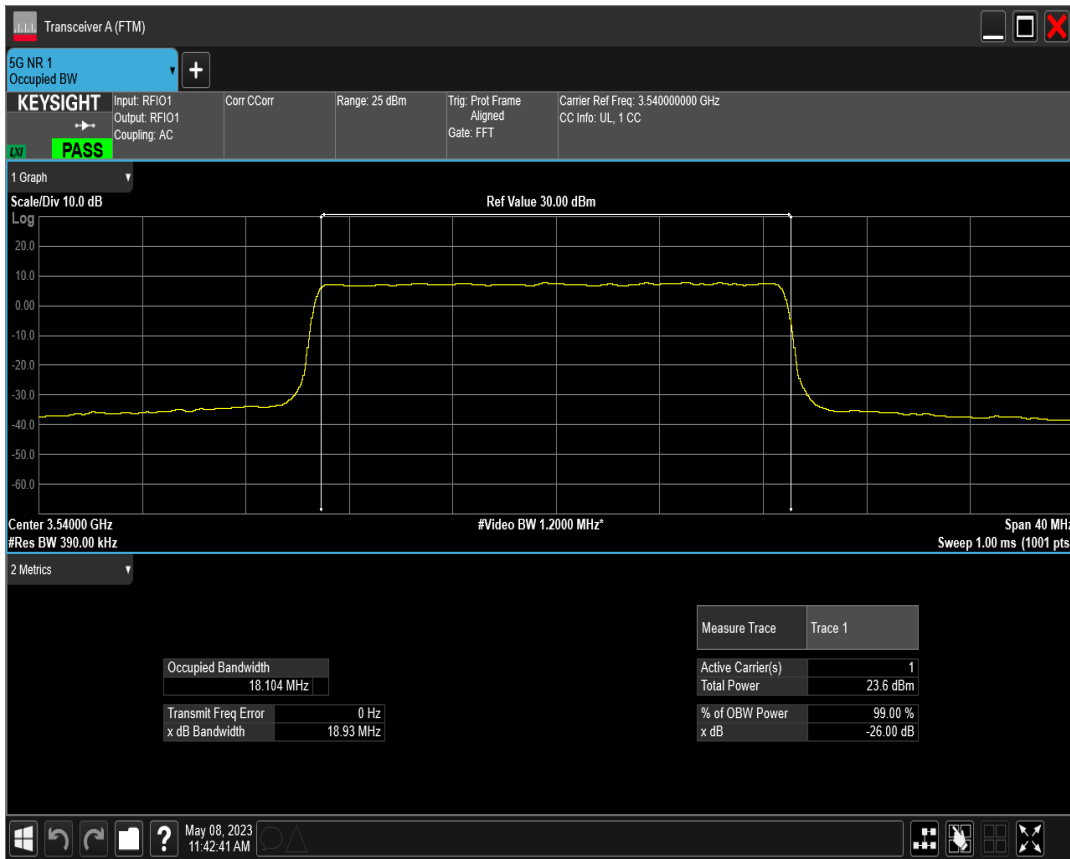 Transceiver A (FTM)
5G NR 1
Occupied BW
+
KEYSIGHT
LXI
PASS
Input: RFIO1
Output: RFIO1
Coupling: AC
Corr CCorr
Range: 25 dBm
Trig: Prot Frame
Aligned
Gate: FFT
Carrier Ref Freq: 3.540000000 GHz
CC Info: UL, 1 CC
1 Graph
Scale/Div 10.0 dB
Ref Value 30.00 dBm
Log
20.0
10.0
0.00
-10.0
-20.0
-30.0
-40.0
-50.0
-60.0
Center 3.54000 GHz
#Video BW 1.2000 MHz*
Span 40 MHz
#Res BW 390.00 kHz
Sweep 1.00 ms (1001 pts
2 Metrics
Measure Trace Trace 1
Occupied Bandwidth
18.104 MHz
Active Carrier(s) 1
Total Power 23.6 dBm
Transmit Freq Error 0 Hz
x dB Bandwidth 18.93 MHz
% of OBW Power 99.00 %
x dB -26.00 dB
?
May 08, 2023
11:42:41 AM